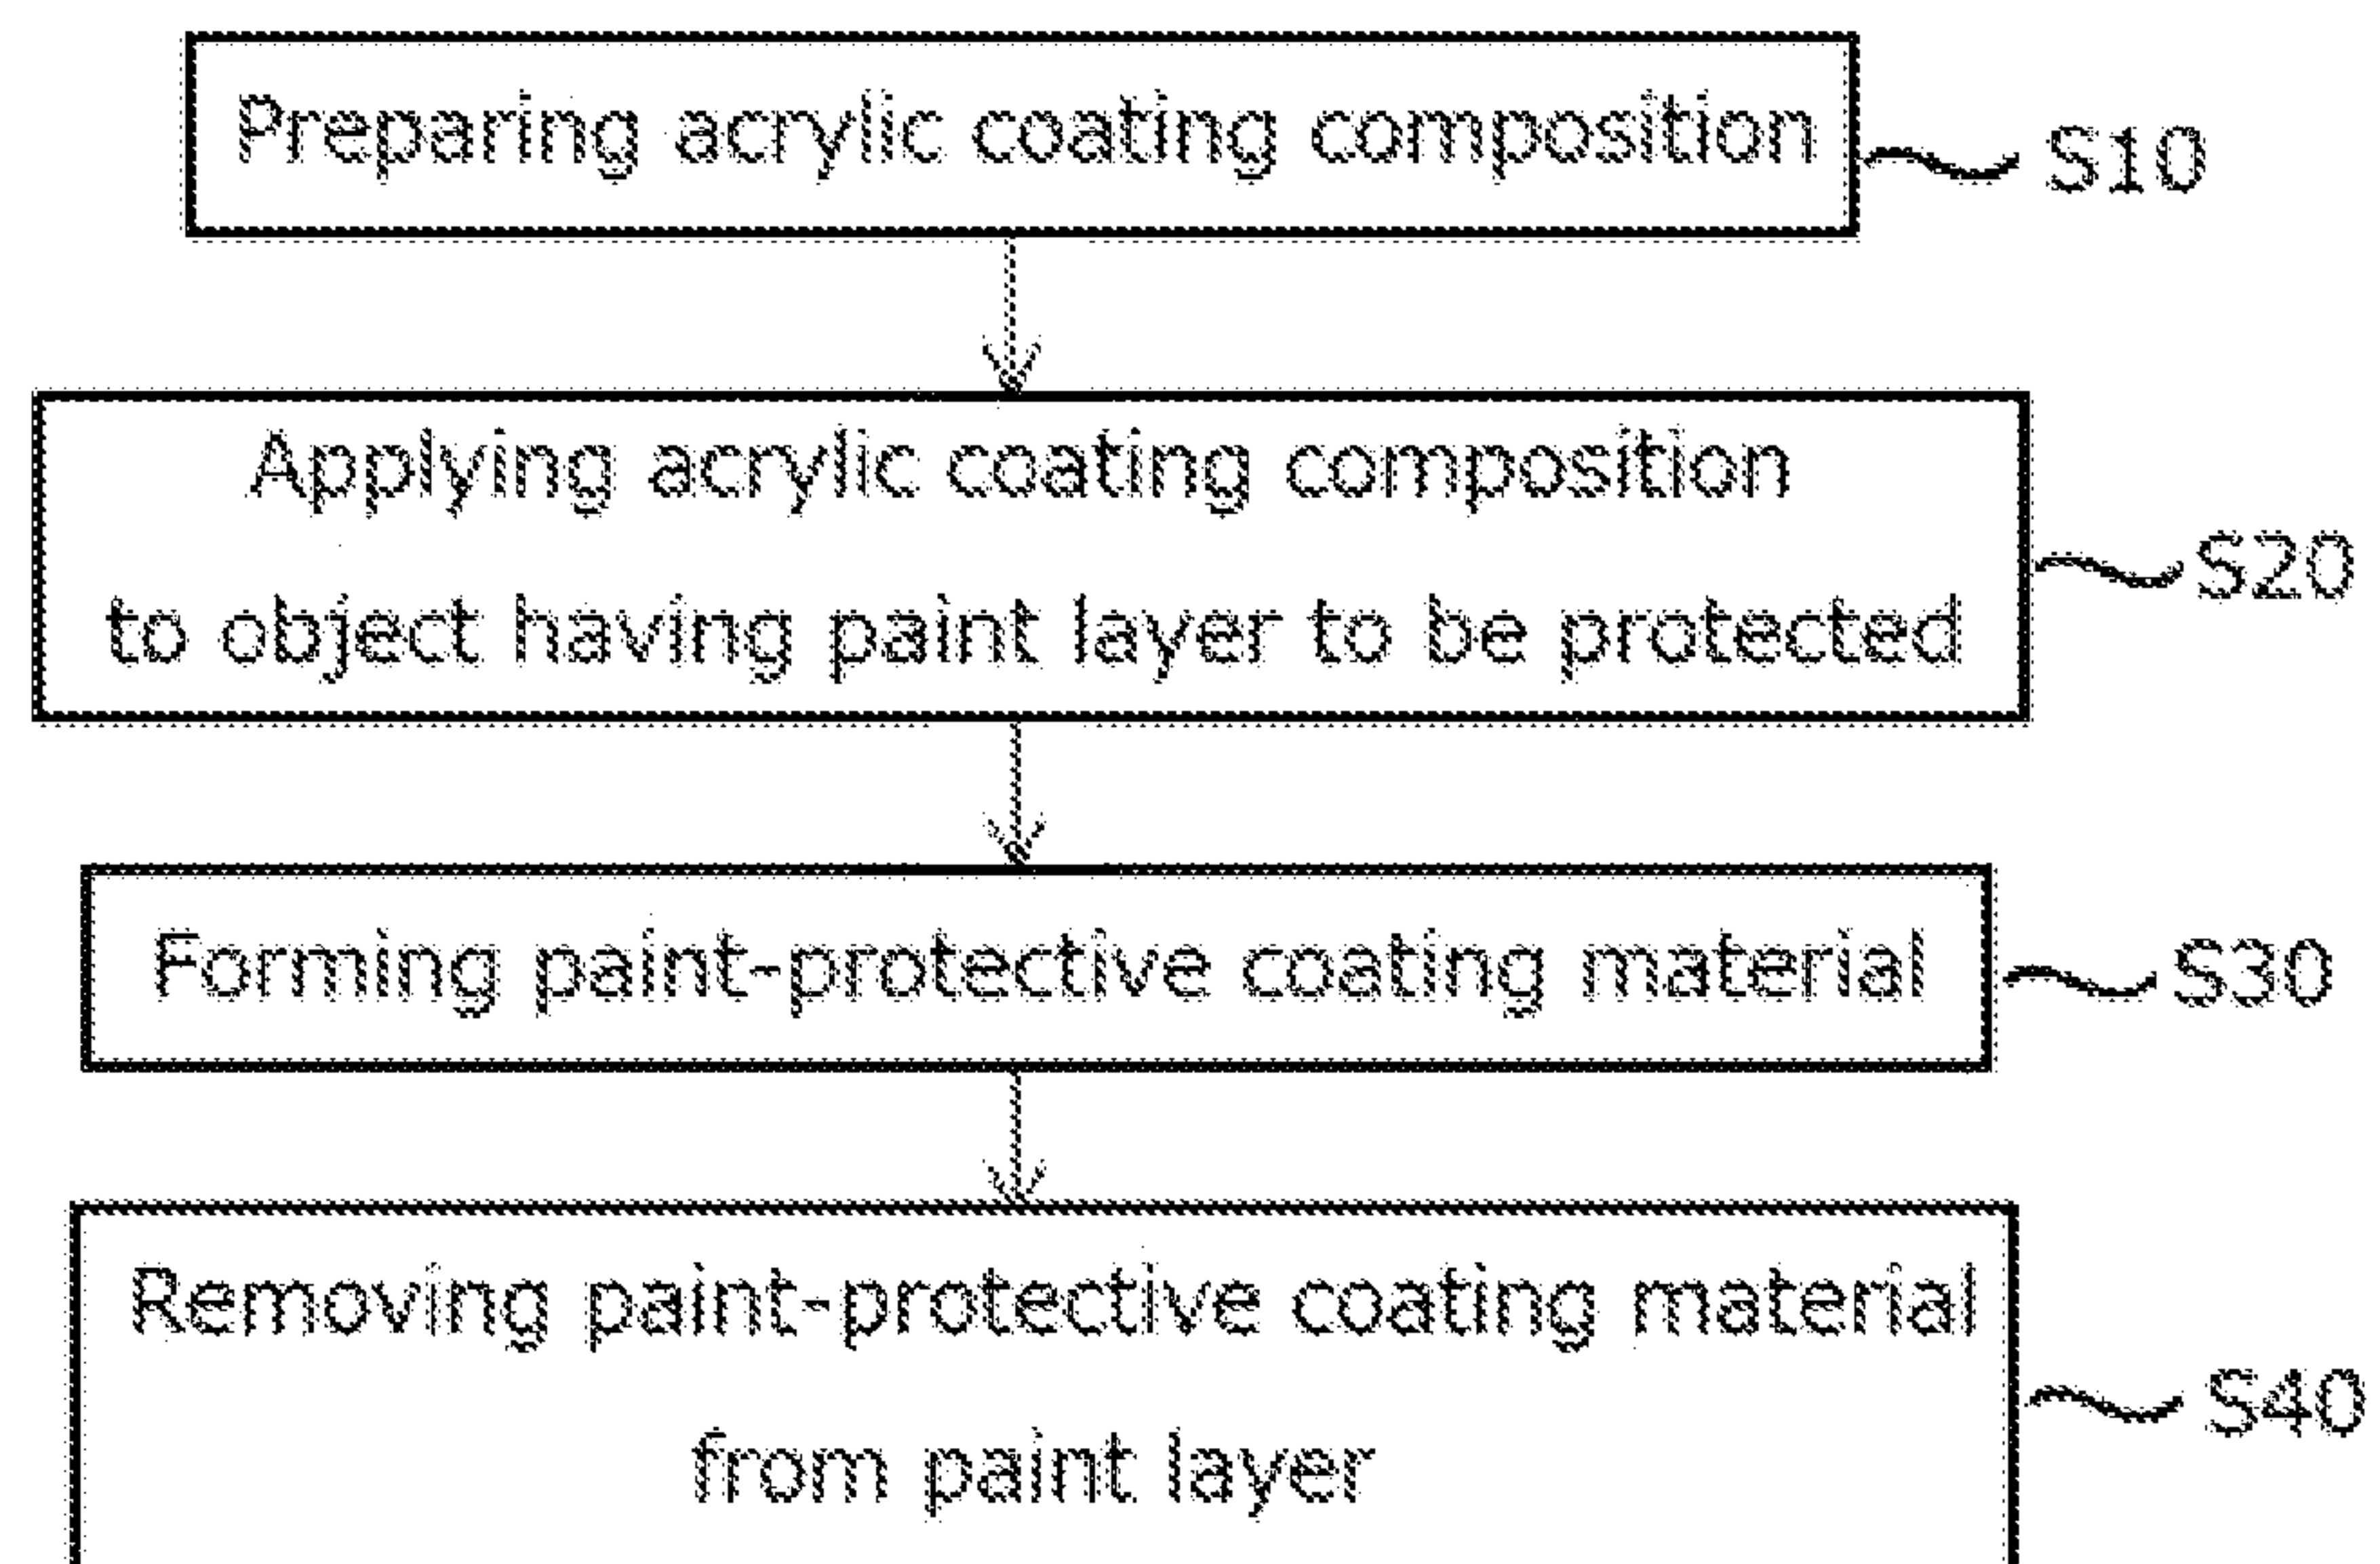 Preparing acrylic coating composition
S10
Applying acrylic coating composition
to object having paint layer to be protected
S20
Forming paint-protective coating material
S30
Removing paint-protective coating material
from paint layer
S40